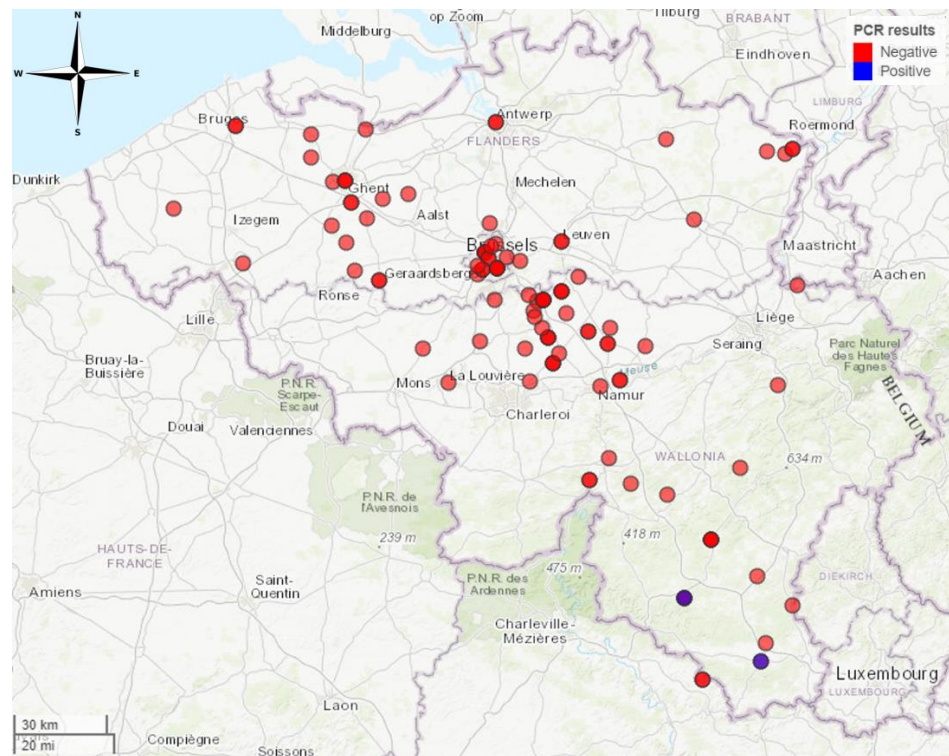 op Zoom
Tilburg
BRABANT
PCR results
Negative
Positive
N
W
E
S
Middelburg
Eindhoven
LIMBURG
Bruges
Antwerp
Roermond
FLANDERS
Dunkirk
Ghent
Mechelen
Izegem
Aalst
Brussels
Leuven
Maastricht
Geraardsberg
Aachen
Ronse
Lille
Liège
Seraing
Parc Naturel
des Hautes
Fagnes
Bruay-la-
Buissière
Mons
La Louvière
Meuse
Namur
P.N.R.
Scarpe-
Escaut
BELGIUM
Charleroi
Douai
Valenciennes
WALLONIA
634 m
P.N.R. de
l'Avesnois
418 m
239 m
HAUTS-DE-
FRANCE
475 m
P.N.R. des
Ardennes
DIEKIRCH
Amiens
Saint-
Quentin
Charleville-
Mézières
Luxembourg
LUXEMBOURG
Laon
30 km
20 mi
Compiègne
Soissons